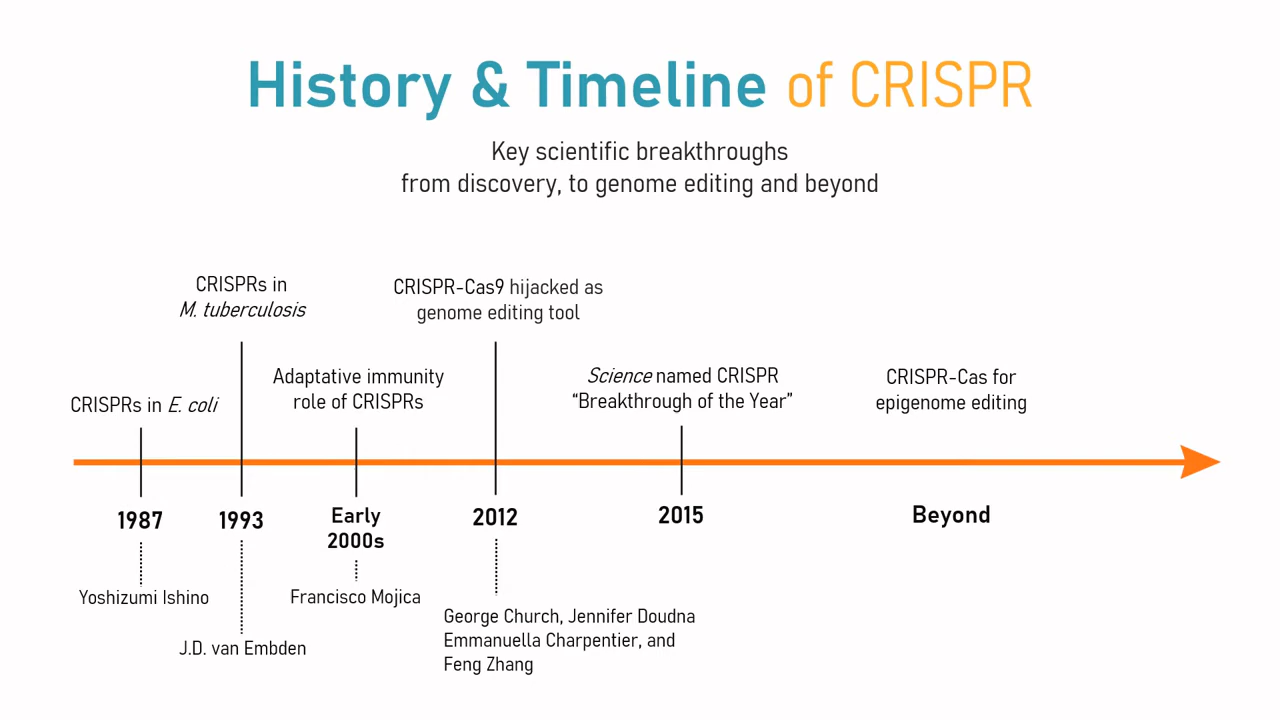 History & Timeline of CRISPR
Key scientific breakthroughs
from discovery, to genome editing and beyond
CRISPRs in E. coli
1987
Yoshizumi Ishino
CRISPRs in
M. tuberculosis
1993
J.D. van Embden
Adaptative immunity
role of CRISPRs
Early
2000s
Francisco Mojica
CRISPR-Cas9 hijacked as
genome editing tool
2012
George Church, Jennifer Doudna
Emmanuella Charpentier, and
Feng Zhang
Science named CRISPR
“Breakthrough of the Year”
2015
CRISPR-Cas for
epigenome editing
Beyond